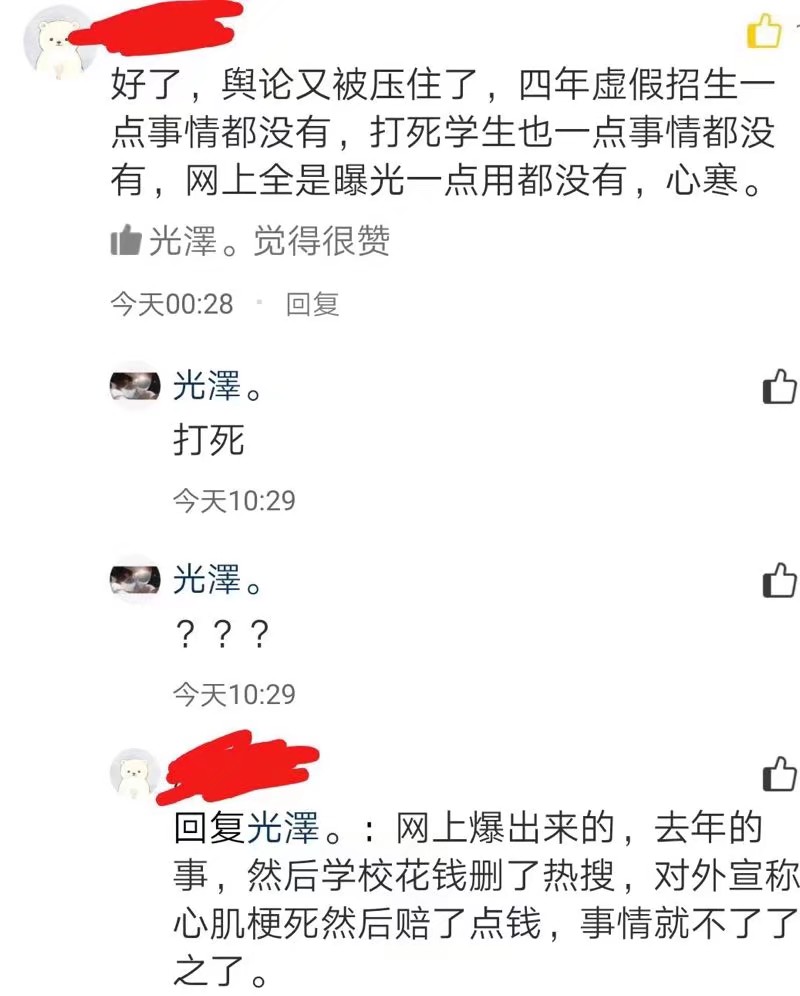 好了，舆论又被压住了，四年虚假招生一
点事情都没有，打死学生也一点事情都没
有，网上全是曝光一点用都没有，心寒。
光澤。觉得很赞
今天00:28 · 回复
光澤。
打死
今天10:29
光澤。
？？？
今天10:29
回复光澤。：网上爆出来的，去年的
事，然后学校花钱删了热搜，对外宣称
心肌梗死然后赔了点钱，事情就不了了
之了。